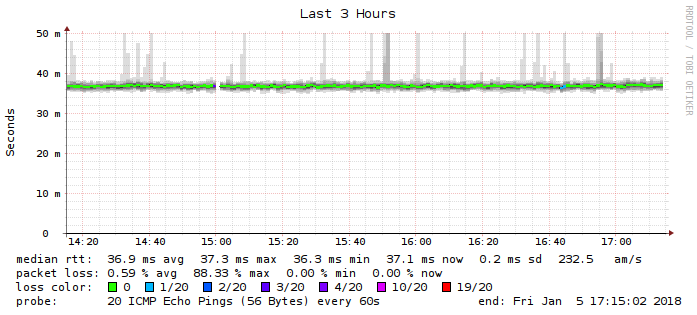 Last 3 Hours
RRDTOOL / TOBI OETIKER
Seconds
50 m
40 m
30 m
20 m
10 m
0
14:20 14:40 15:00 15:20 15:40 16:00 16:20 16:40 17:00
median rtt: 36.9 ms avg 37.3 ms max 36.3 ms min 37.1 ms now 0.2 ms sd 232.5 am/s
packet loss: 0.59 % avg 88.33 % max 0.00 % min 0.00 % now
loss color: 0 1/20 2/20 3/20 4/20 10/20 19/20
probe: 20 ICMP Echo Pings (56 Bytes) every 60s end: Fri Jan 5 17:15:02 2018